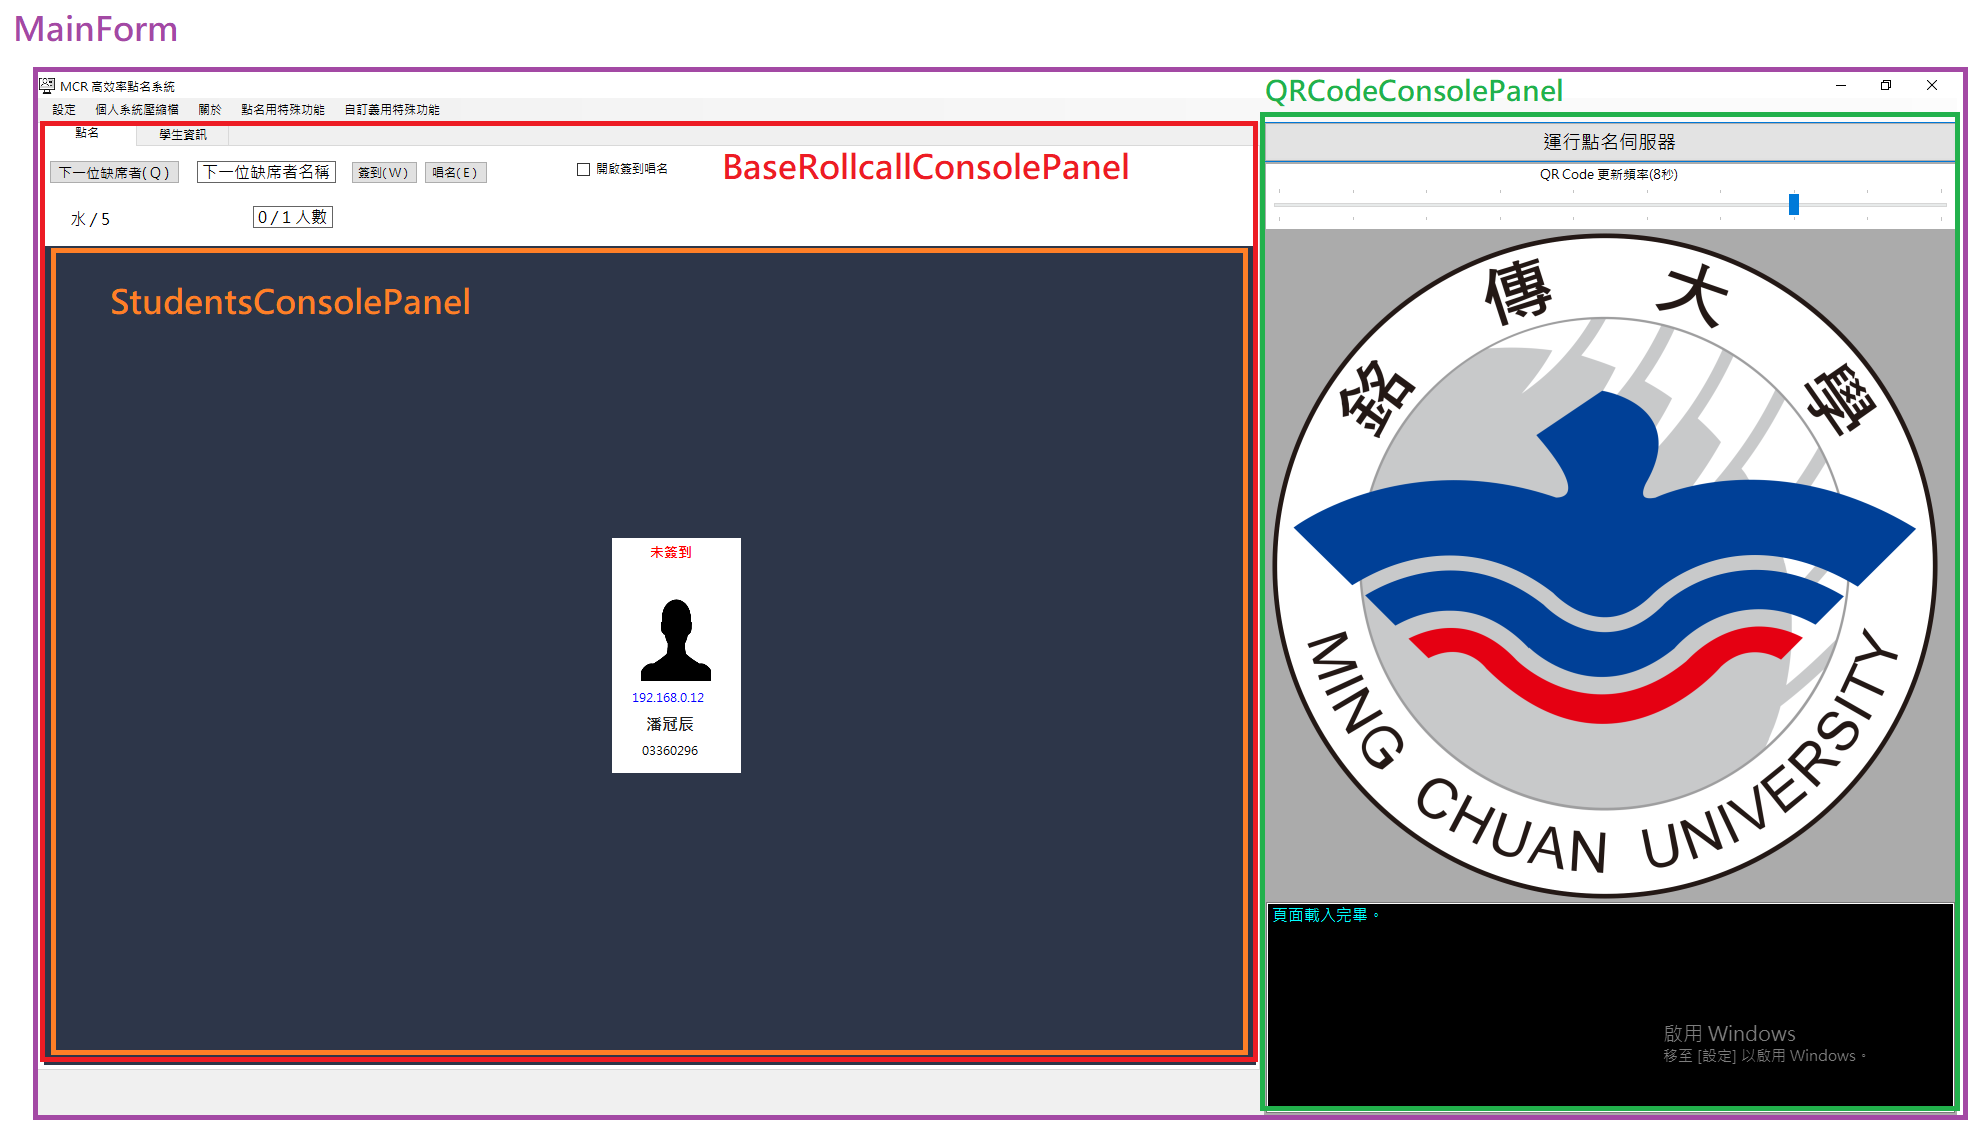 MainForm
MCR 高效率點名系統
QRCodeConsolePanel
設定 個人系統壓縮檔 關於 點名用特殊功能 自訂義用特殊功能
點名 學生資訊
下一位缺席者(Q) 下一位缺席者名稱 簽到(W) 唱名(E) 開啟簽到唱名
BaseRollcallConsolePanel
水 / 5 0 / 1 人數
StudentsConsolePanel
未簽到
192.168.0.12
潘冠辰
03360296
運行點名伺服器
QR Code 更新頻率(8秒)
銘傳大學
MING CHUAN UNIVERSITY
頁面載入完畢。
啟用 Windows
移至 [設定] 以啟用 Windows。